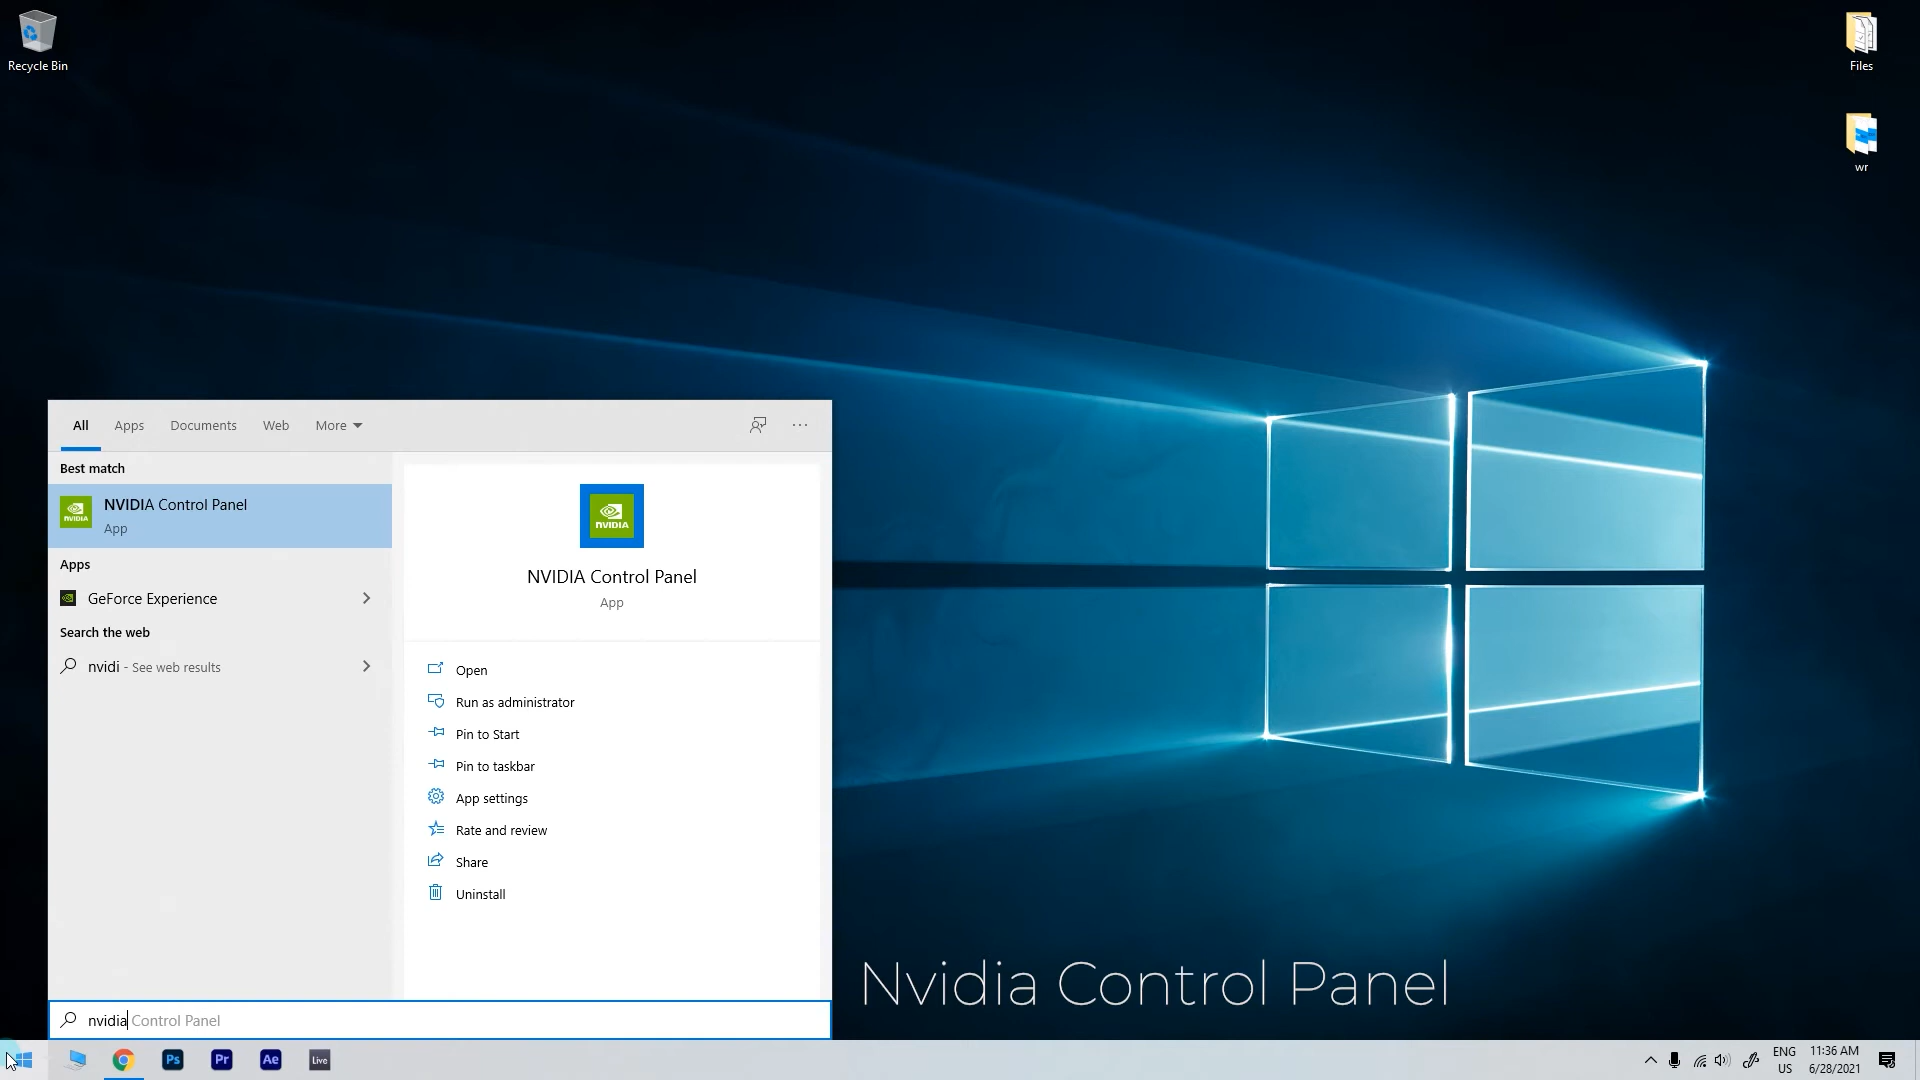 Recycle Bin
Files
wr
All Apps Documents Web More
Best match
NVIDIA Control Panel
App
Apps
GeForce Experience
Search the web
nvidi - See web results
NVIDIA
NVIDIA
NVIDIA Control Panel
App
Open
Run as administrator
Pin to Start
Pin to taskbar
App settings
Rate and review
Share
Uninstall
Nvidia Control Panel
nvidia Control Panel
Ps Pr Ae Live
ENG
US
11:36 AM
6/28/2021